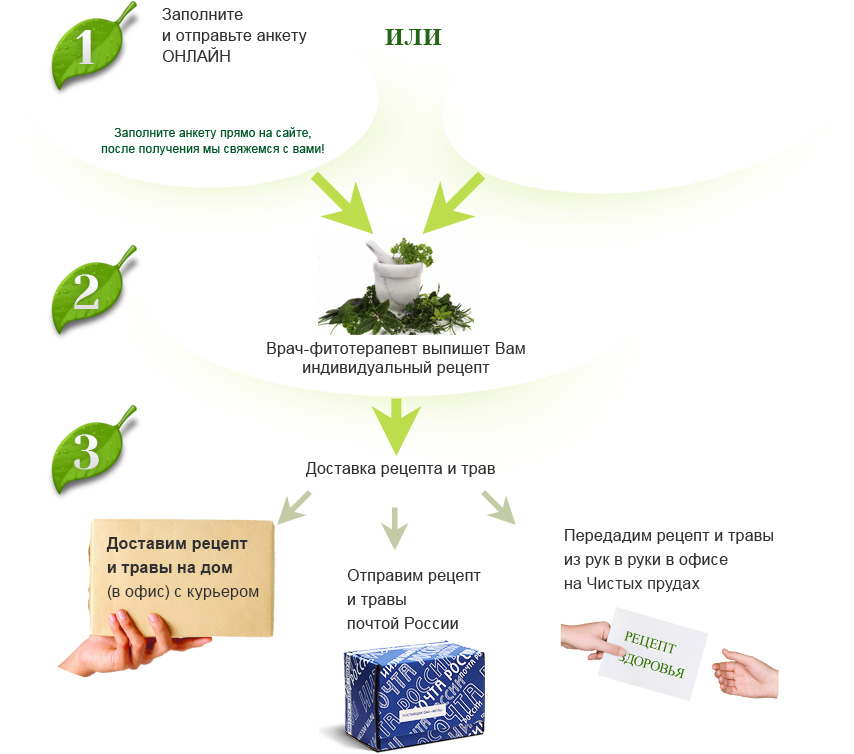 1
Заполните
и отправьте анкету
ОНЛАЙН
ИЛИ
Заполните анкету прямо на сайте,
после получения мы свяжемся с вами!
2
Врач-фитотерапевт выпишет Вам
индивидуальный рецепт
3
Доставка рецепта и трав
Доставим рецепт
и травы на дом
(в офис) с курьером
Отправим рецепт
и травы
почтой России
Передадим рецепт и травы
из рук в руки в офисе
на Чистых прудах
РЕЦЕПТ
ЗДОРОВЬЯ
ПОЧТА РОССИИ